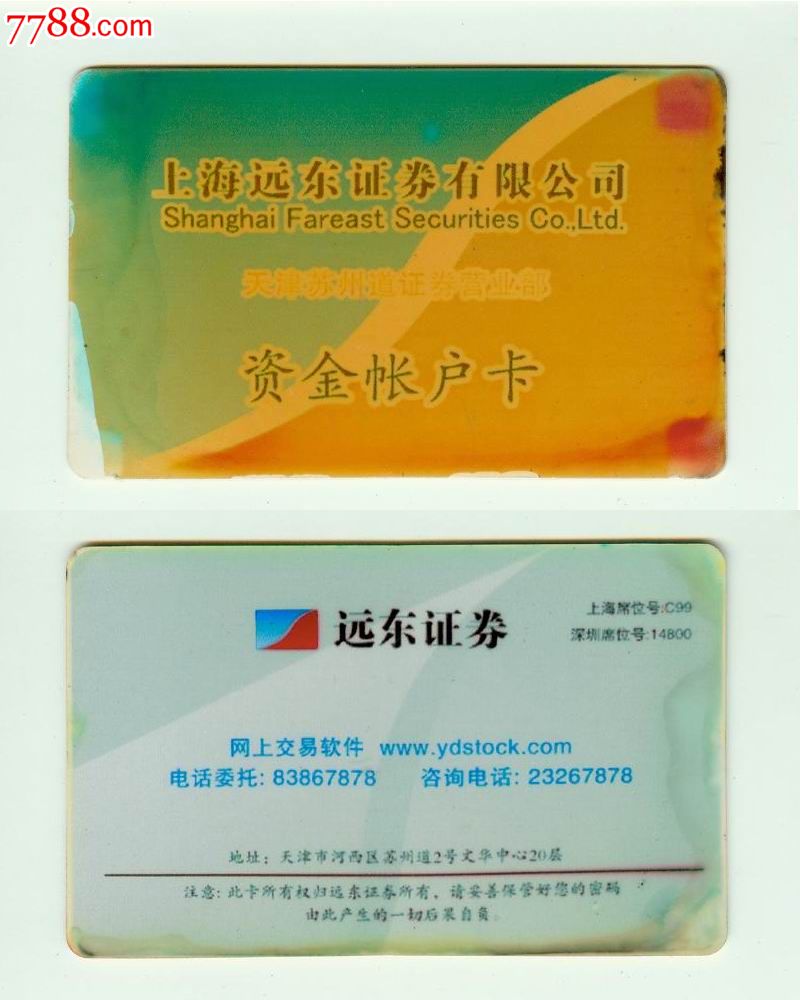 7788.com
上海远东证券有限公司
Shanghai Fareast Securities Co.,Ltd.
天津苏州道证券营业部
资金帐户卡
远东证券
上海席位号:C99
深圳席位号:14800
网上交易软件 www.ydstock.com
电话委托: 83867878 咨询电话: 23267878
地址: 天津市河西区苏州道2号文华中心20层
注意: 此卡所有权归远东证券所有, 请妥善保管好您的密码
由此产生的一切后果自负。